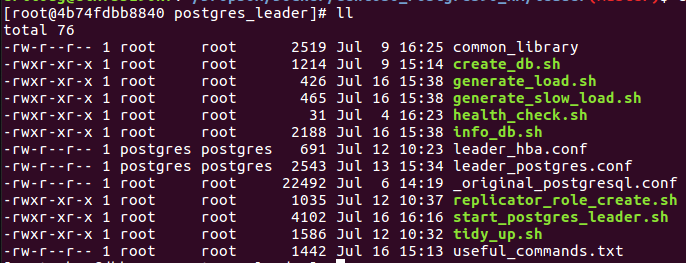 [root@4b74fdbb8840 postgres_leader]# ll
total 76
-rw-r--r-- 1 root     root      2519 Jul  9 16:25 common_library
-rwxr-xr-x 1 root     root      1214 Jul  9 15:14 create_db.sh
-rwxr-xr-x 1 root     root       426 Jul 16 15:38 generate_load.sh
-rwxr-xr-x 1 root     root       465 Jul 16 15:38 generate_slow_load.sh
-rwxr-xr-x 1 root     root        31 Jul  4 16:23 health_check.sh
-rwxr-xr-x 1 root     root      2188 Jul 16 15:38 info_db.sh
-rw-r--r-- 1 postgres postgres   691 Jul 12 10:23 leader_hba.conf
-rw-r--r-- 1 postgres postgres  2543 Jul 13 15:34 leader_postgres.conf
-rw-r--r-- 1 root     root     22492 Jul  6 14:19 _original_postgresql.conf
-rwxr-xr-x 1 root     root      1035 Jul 12 10:37 replicator_role_create.sh
-rwxr-xr-x 1 root     root      4102 Jul 16 16:16 start_postgres_leader.sh
-rwxr-xr-x 1 root     root      1586 Jul 12 10:32 tidy_up.sh
-rw-r--r-- 1 root     root      1442 Jul 16 15:13 useful_commands.txt